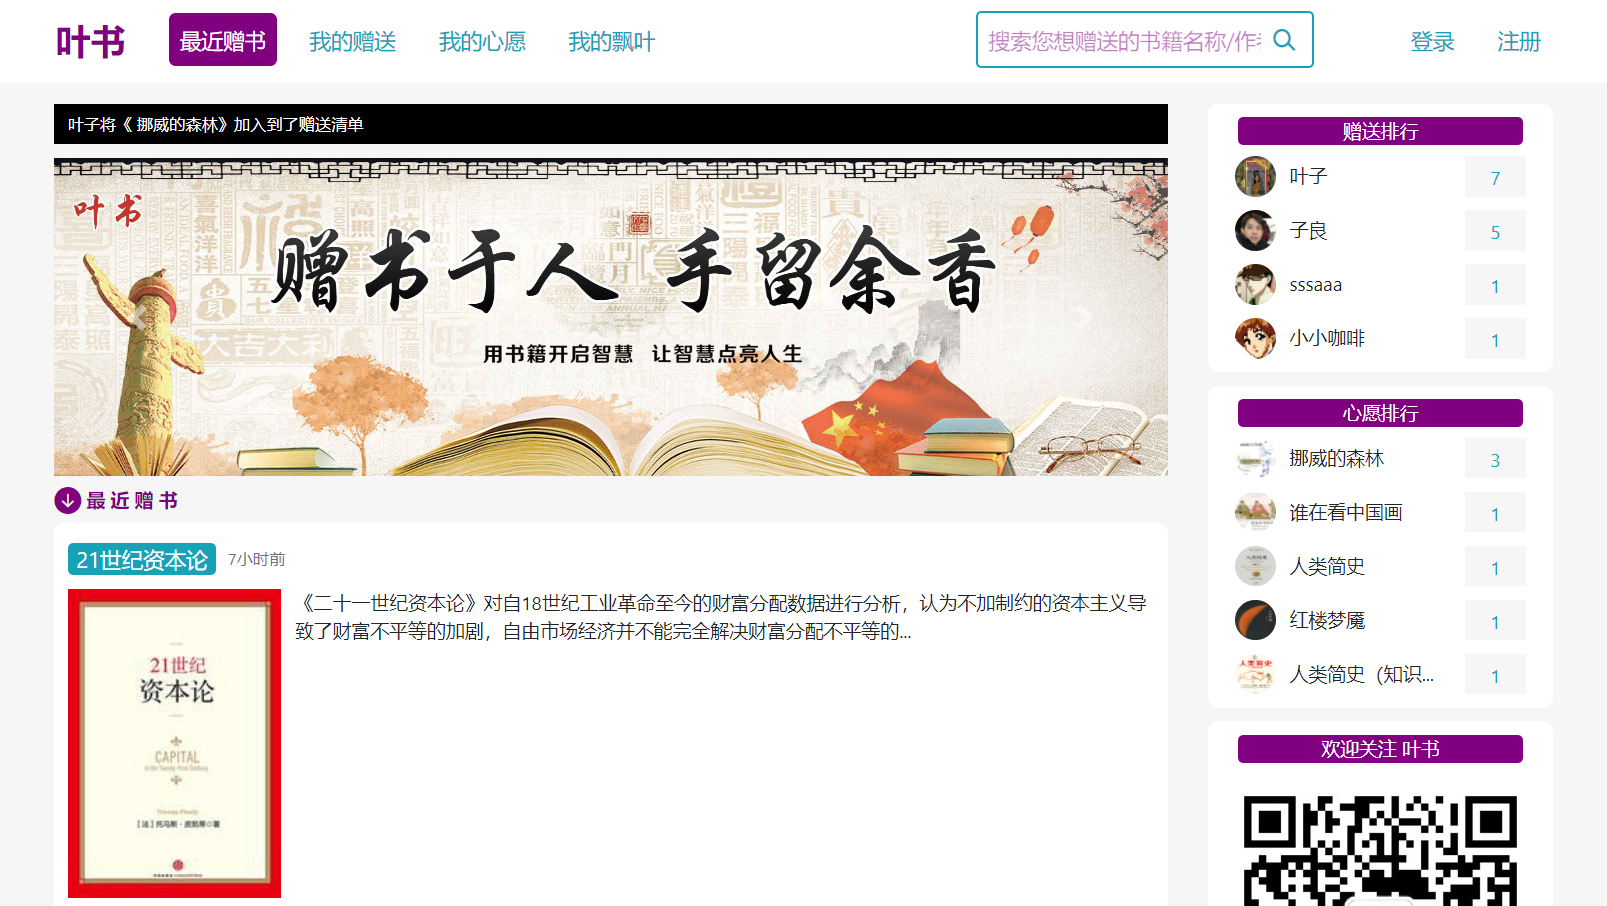 叶书
最近赠书
我的赠送
我的心愿
我的飘叶
搜索您想赠送的书籍名称/作
登录
注册
叶子将《 挪威的森林》加入到了赠送清单
叶书
赠书于人 手留余香
用书籍开启智慧 让智慧点亮人生
最近赠书
21世纪资本论
7小时前
《二十一世纪资本论》对自18世纪工业革命至今的财富分配数据进行分析，认为不加制约的资本主义导
致了财富不平等的加剧，自由市场经济并不能完全解决财富分配不平等的...
21世纪
资本论
CAPITAL
in the Twenty-First Century
赠送排行
叶子 7
子良 5
sssaaa 1
小小咖啡 1
心愿排行
挪威的森林 3
谁在看中国画 1
人类简史 1
红楼梦魇 1
人类简史（知识... 1
欢迎关注 叶书